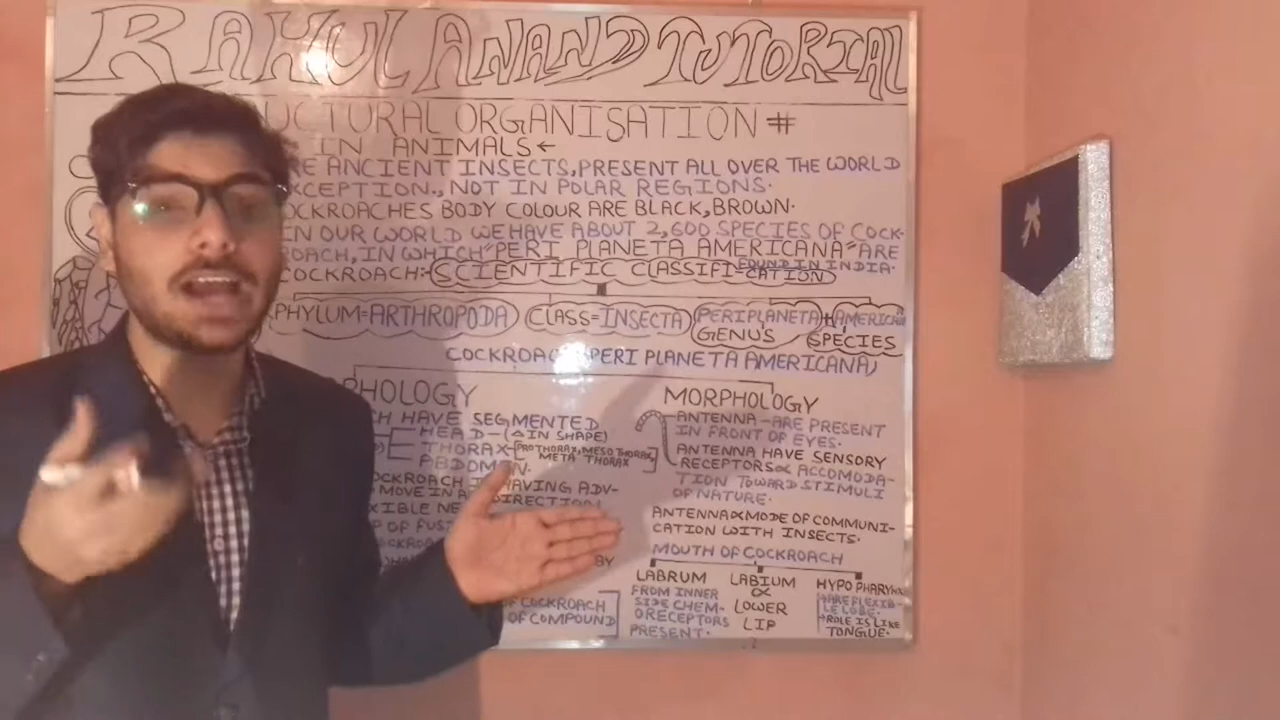 RAHUL ANAND TUTORIAL
UCTURAL ORGANISATION #
IN ANIMALS ←
RE ANCIENT INSECTS, PRESENT ALL OVER THE WORLD
XCEPTION., NOT IN POLAR REGIONS.
OCKROACHES BODY COLOUR ARE BLACK, BROWN.
IN OUR WORLD WE HAVE ABOUT 2,600 SPECIES OF COCK-
ROACH, IN WHICH "PERI PLANETA AMERICANA" ARE
FOUND IN INDIA.
COCKROACH:- SCIENTIFIC CLASSIFI-CATION
PHYLUM=ARTHROPODA CLASS=INSECTA PERIPLANETA + AMERICANA
GENU'S SPECIES
COCKROACH (PERI PLANETA AMERICANA)
PHOLOGY
CH HAVE SEGMENTED
HEAD-(△ IN SHAPE)
THORAX-[PROTHORAX, MESO THORAX,
META THORAX]
ABDOMEN.
OCKROACH HAVING ADV-
MOVE IN A DIRECTION
XIBLE NE
P OF FUS
OCKROA
BY
OF COCKROACH
OF COMPOUND
MORPHOLOGY
ANTENNA-ARE PRESENT
IN FRONT OF EYES.
ANTENNA HAVE SENSORY
RECEPTORS ∝ ACCOMODA-
TION TOWARD STIMULI
OF NATURE.
ANTENNA ∝ MODE OF COMMUNI-
CATION WITH INSECTS.
MOUTH OF COCKROACH
LABRUM
FROM INNER
SIDE CHEM-
ORECEPTORS
PRESENT.
LABIUM
∝
LOWER
LIP
HYPO PHARYNX
→ARE FLEXIB-
LE LOBE.
→ROLE IS LIKE
TONGUE.